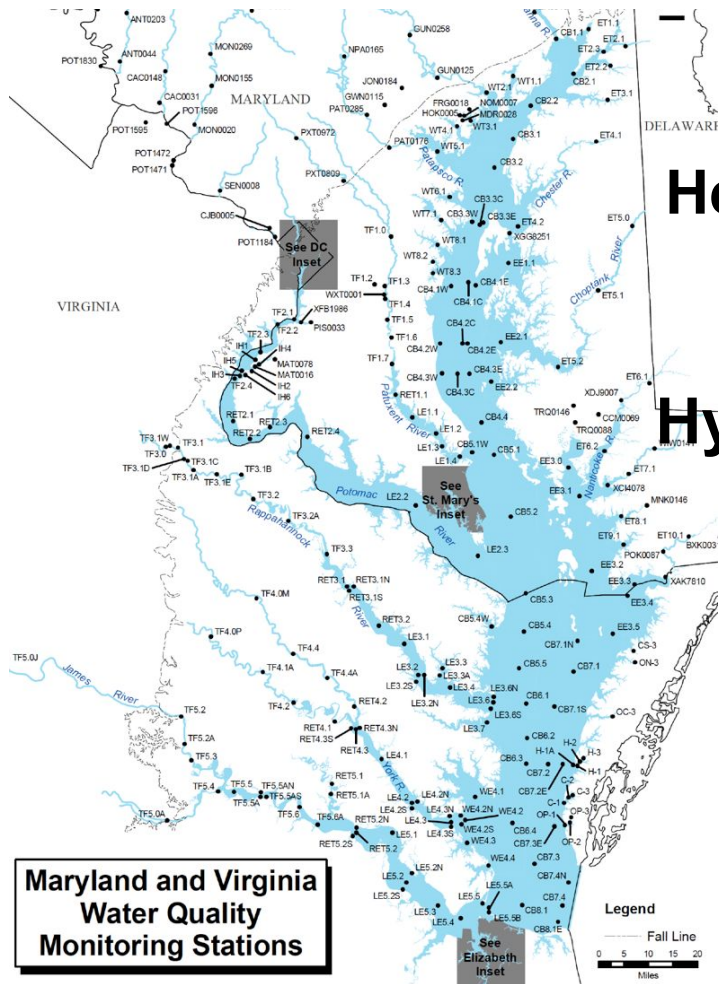 ANT0203
GUN0258
ET1.1
CB1.1
ET2.1
ET2.3
ANT0044
MON0269
NPA0165
POT1830
CAC0148
GUN0125
ET2.2
CB2.1
MON0155
JON0184
WT1.1
WT2.1
CAC0031
MARYLAND
GWN0115
FRG0018
NOM0007
CB2.2
ET3.1
POT1596
PAT0285
HOK0005
MDR0028
POT1595
MON0020
WT4.1
WT3.1
DELAWARE
PXT0972
CB3.1
ET4.1
PAT0176
WT5.1
POT1472
POT1471
Patapsco R.
CB3.2
PXT0809
SEN0008
WT6.1
Chester R.
CB3.3C
CJB0005
WT7.1
CB3.3W
CB3.3E
ET4.2
ET5.0
POT1184
See DC
Inset
TF1.0
WT8.1
XGG8251
WT8.2
EE1.1
Choptank
River
VIRGINIA
TF1.2
TF1.3
WT8.3
WXT0001
CB4.1W
CB4.1E
CB4.1C
ET5.1
TF1.4
TF2.1
XFB1986
TF1.5
CB4.2C
TF2.2
PIS0033
TF2.3
TF1.6
EE2.1
IH1
IH4
CB4.2W
CB4.2E
IH5
MAT0078
TF1.7
ET5.2
IH3
MAT0016
CB4.3W
CB4.3E
ET6.1
TF2.4
IH2
CB4.3C
EE2.2
IH6
RET1.1
XDJ9007
RET2.1
LE1.1
TRQ0146
CCM0069
RET2.3
Patuxent
River
CB4.4
TRQ0088
RET2.2
RET2.4
LE1.2
Hy
TF3.1W
TF3.1
LE1.3
CB5.1W
ET6.2
TF3.0
LE1.4
CB5.1
EE3.0
Nanticoke R.
TF3.1D
TF3.1C
TF3.1A
TF3.1B
TF3.1E
See
St. Mary's
Inset
ET7.1
XCI4078
TF3.2
Potomac
River
LE2.2
EE3.1
MNK0146
Rappahannock
River
TF3.2A
CB5.2
ET8.1
ET9.1
ET10.1
TF3.3
LE2.3
POK0087
EE3.2
RET3.1
RET3.1N
EE3.3
XAK7810
TF4.0M
RET3.1S
CB5.3
EE3.4
RET3.2
CB5.4W
CB5.4
EE3.5
TF4.0P
LE3.1
CB7.1N
TF5.0J
TF4.4
CS-3
James
River
TF4.1A
LE3.2
LE3.3
CB5.5
CB7.1
ON-3
TF4.4A
LE3.3A
LE3.2S
LE3.4
LE3.2N
LE3.6N
TF4.2
RET4.2
LE3.6
CB6.1
TF5.2
LE3.6S
CB7.1S
OC-3
RET4.1
RET4.3N
LE3.7
RET4.3S
RET4.3
TF5.2A
CB6.2
H-2
TF5.3
LE4.1
H-1A
H-3
York R.
CB6.3
CB7.2
H-1
RET5.1
C-2
TF5.4
TF5.5
TF5.5AN
RET5.1A
WE4.1
CB7.2E
C-3
TF5.5A
TF5.5AS
LE4.2
LE4.2N
C-1
LE4.2S
LE4.3N
WE4.2N
OP-1
TF5.0A
TF5.6
TF5.6A
LE4.3
WE4.2
OP-3
RET5.2N
LE5.1
LE4.3S
WE4.2S
CB6.4
CB7.3E
RET5.2S
RET5.2
WE4.3
OP-2
WE4.4
CB7.3
LE5.2N
LE5.2
CB7.4N
LE5.2S
LE5.5A
LE5.3
LE5.5
CB8.1
CB7.4
LE5.4
LE5.5B
CB8.1E
See
Elizabeth
Inset
Maryland and Virginia
Water Quality
Monitoring Stations
Legend
Fall Line
0 5 10 20
Miles